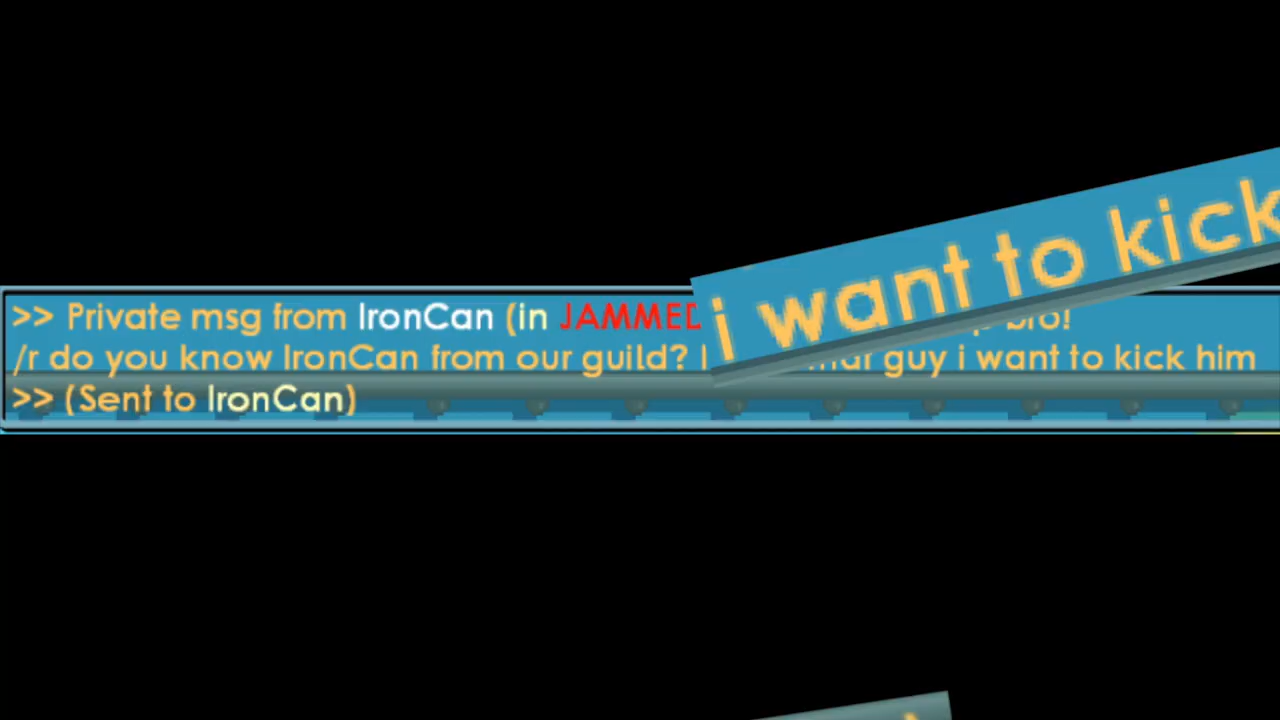 i want to kick
>> Private msg from IronCan (in JAMMED bro!
/r do you know IronCan from our guild? guy i want to kick him
>> (Sent to IronCan)